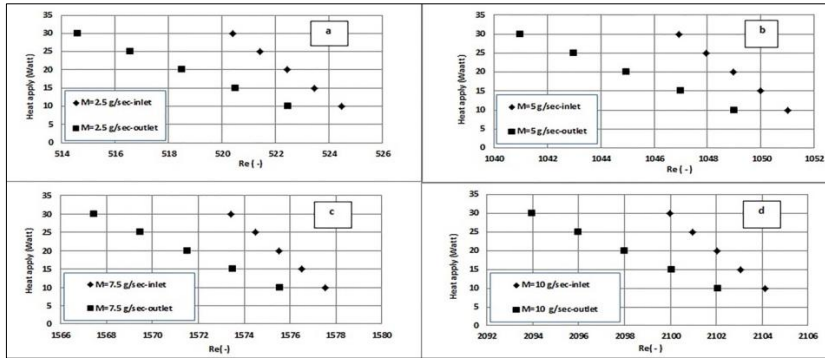 a
Heat apply (Watt)
35
30
25
20
15
10
5
0
M=2.5 g/sec-inlet
M=2.5 g/sec-outlet
514 516 518 520 522 524 526
Re ( - )
b
Heat apply (Waatt)
35
30
25
20
15
10
5
0
M=5 g/sec-inlet
M=5 g/sec-outlet
1040 1042 1044 1046 1048 1050 1052
Re ( - )
c
Heat apply (Watt)
35
30
25
20
15
10
5
0
M=7.5 g/sec-inlet
M=7.5 g/sec-outlet
1566 1568 1570 1572 1574 1576 1578 1580
Re(-)
d
Heat apply (Watt)
35
30
25
20
15
10
5
0
M=10 g/sec-inlet
M=10 g/sec-outlet
2092 2094 2096 2098 2100 2102 2104 2106
Re( - )